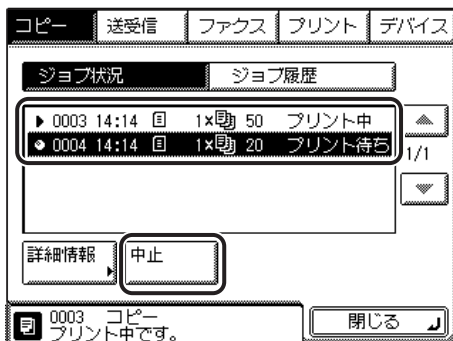 コピー 送受信 ファクス プリント デバイス
ジョブ状況 ジョブ履歴
0003 14:14 1× 50 プリント中
0004 14:14 1× 20 プリント待ち
1/1
詳細情報 中止
0003 コピー
プリント中です。
閉じる